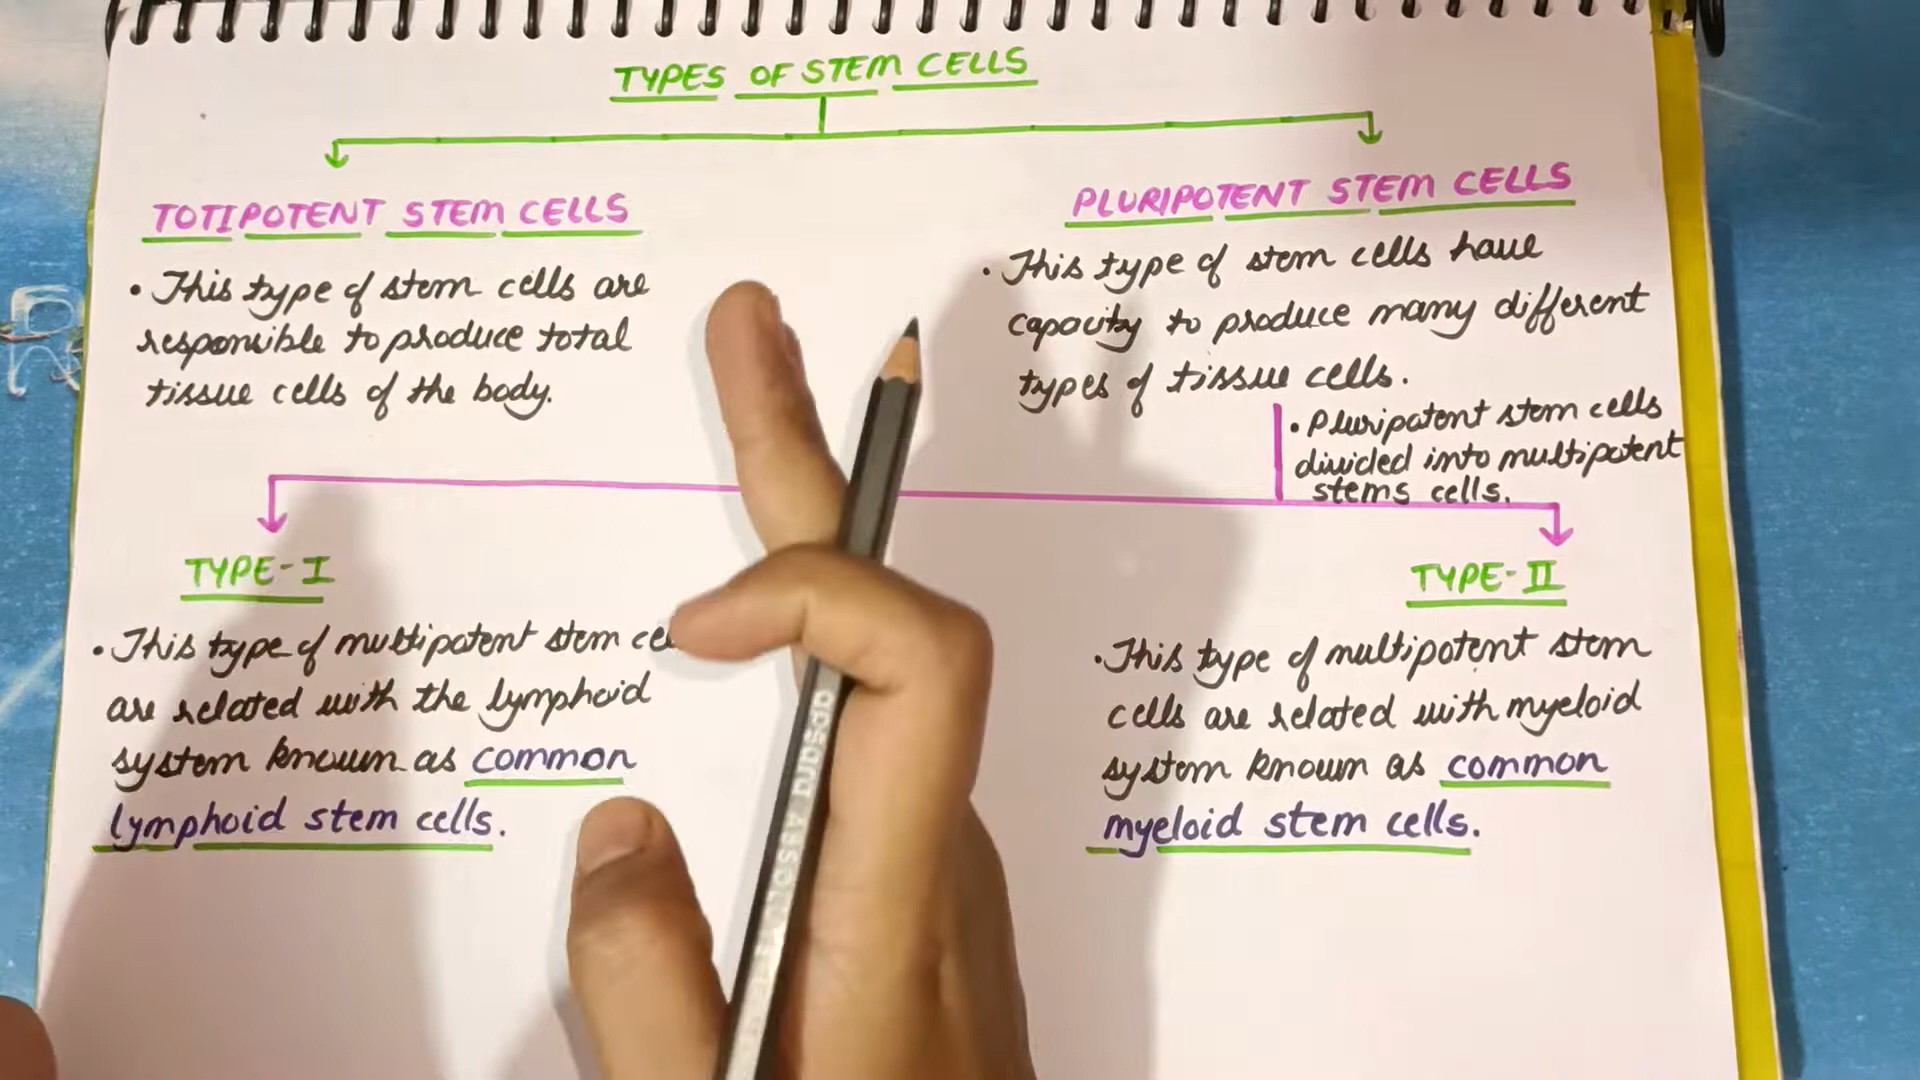 TYPES OF STEM CELLS
TOTIPOTENT STEM CELLS
• This type of stem cells are
responsible to produce total
tissue cells of the body.
PLURIPOTENT STEM CELLS
• This type of stem cells have
capacity to produce many different
types of tissue cells.
• Pluripotent stem cells
divided into multipotent
stems cells.
TYPE-I
• This type of multipotent stem
are related with the lymphoid
system known as common
lymphoid stem cells.
TYPE-II
• This type of multipotent stem
cells are related with myeloid
system known as common
myeloid stem cells.
apsara